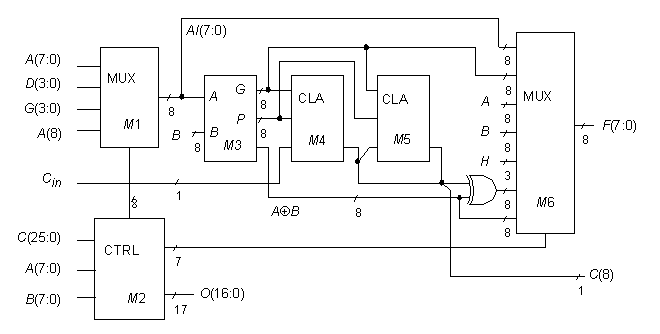 AI(7:0)
A(7:0)
D(3:0)
G(3:0)
A(8)
MUX
M1
8
A
B
B
8
G
P
M3
8
8
CLA
M4
CLA
M5
8
8
A
8
B
8
H
3
8
8
MUX
M6
F(7:0)
8
Cin
1
8
A⊕B
8
C(25:0)
A(7:0)
B(7:0)
CTRL
M2
7
O(16:0)
17
C(8)
1